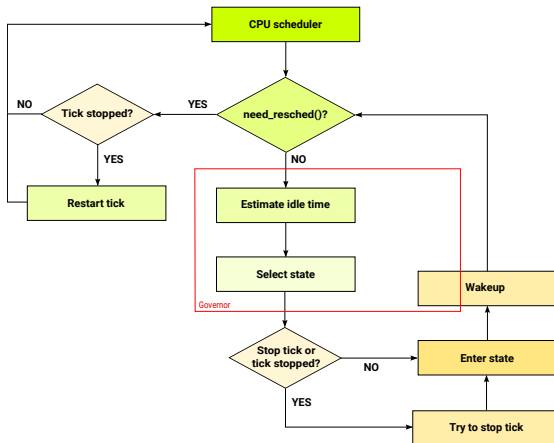 CPU scheduler
NO
Tick stopped?
YES
need_resched()?
YES
NO
Restart tick
Estimate idle time
Select state
Governor
Wakeup
Stop tick or
tick stopped?
NO
Enter state
YES
Try to stop tick